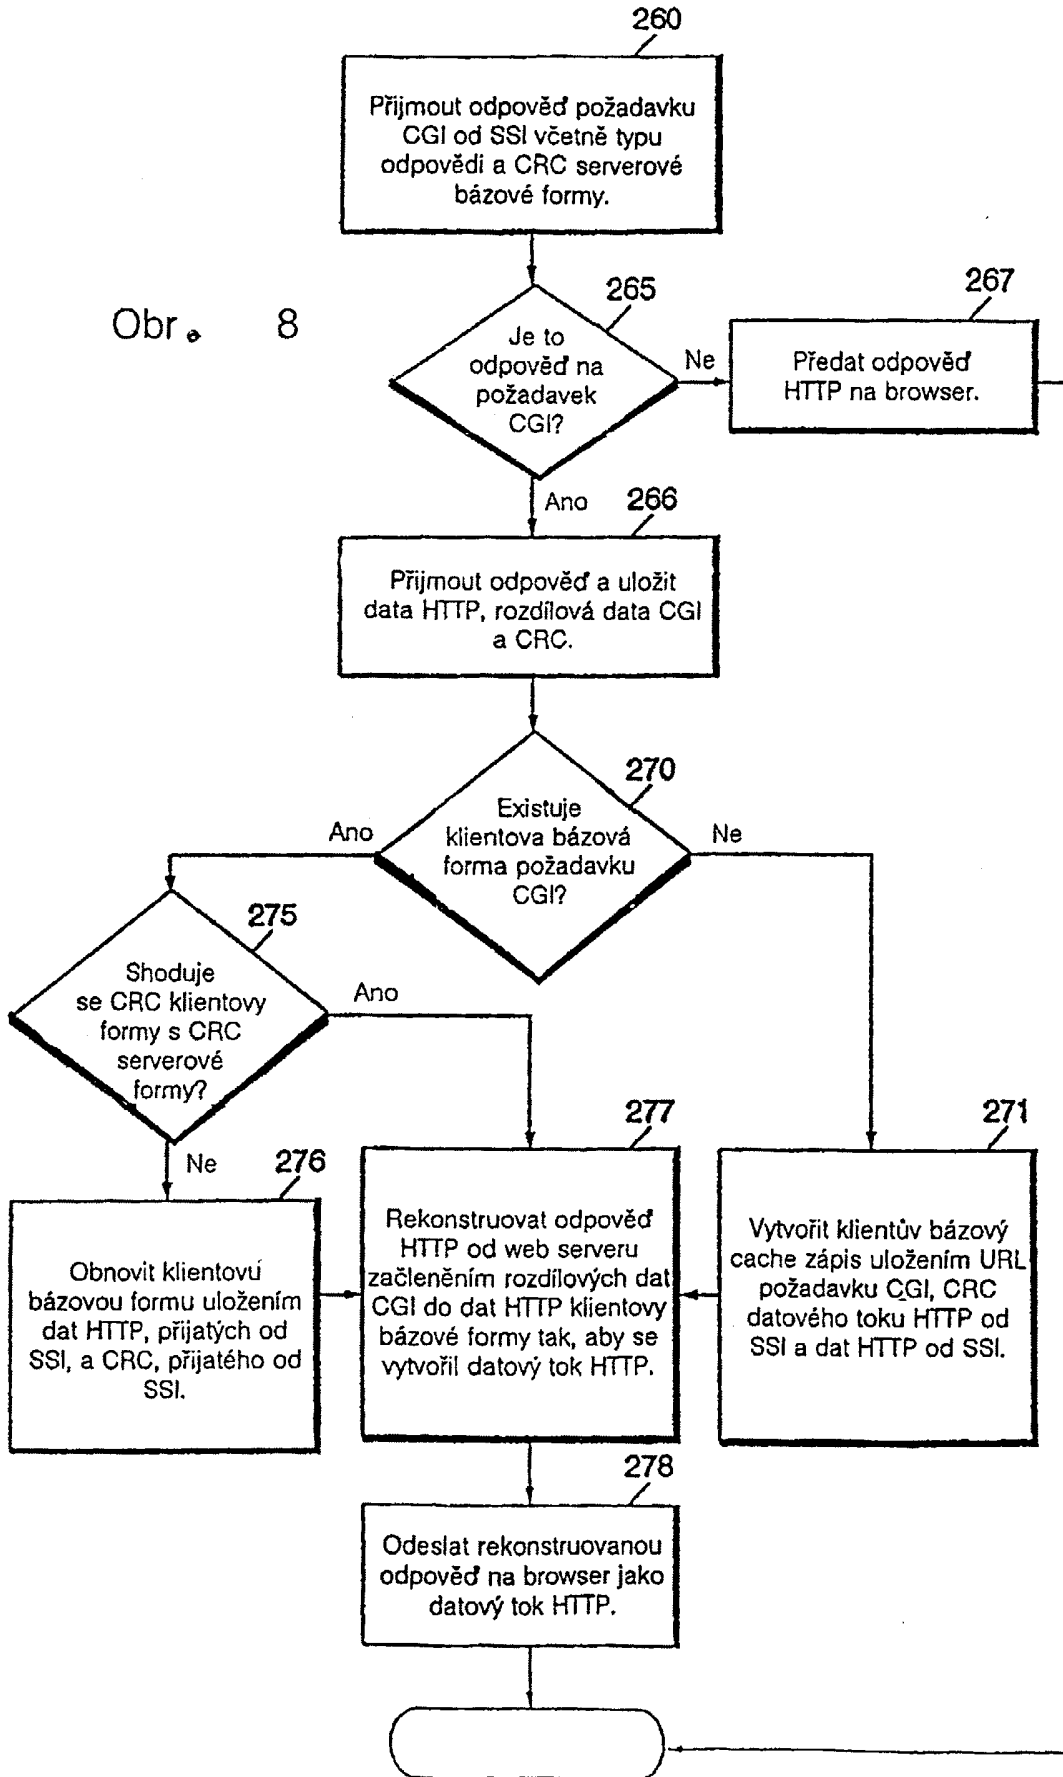 260
Přijmout odpověď požadavku
CGI od SSI včetně typu
odpovědi a CRC serverové
bázové formy.
Obr. 8
265
Je to
odpověď na
požadavek
CGI?
Ne
267
Předat odpověď
HTTP na browser.
Ano
266
Přijmout odpověď a uložit
data HTTP, rozdílová data CGI
a CRC.
270
Existuje
klientova bázová
forma požadavku
CGI?
Ano
Ne
275
Shoduje
se CRC klientovy
formy s CRC
serverové
formy?
Ano
Ne
276
Obnovit klientovu
bázovou formu uložením
dat HTTP, přijatých od
SSI, a CRC, přijatého od
SSI.
277
Rekonstruovat odpověď
HTTP od web serveru
začleněním rozdílových dat
CGI do dat HTTP klientovy
bázové formy tak, aby se
vytvořil datový tok HTTP.
271
Vytvořit klientův bázový
cache zápis uložením URL
požadavku CGI, CRC
datového toku HTTP od
SSI a dat HTTP od SSI.
278
Odeslat rekonstruovanou
odpověď na browser jako
datový tok HTTP.